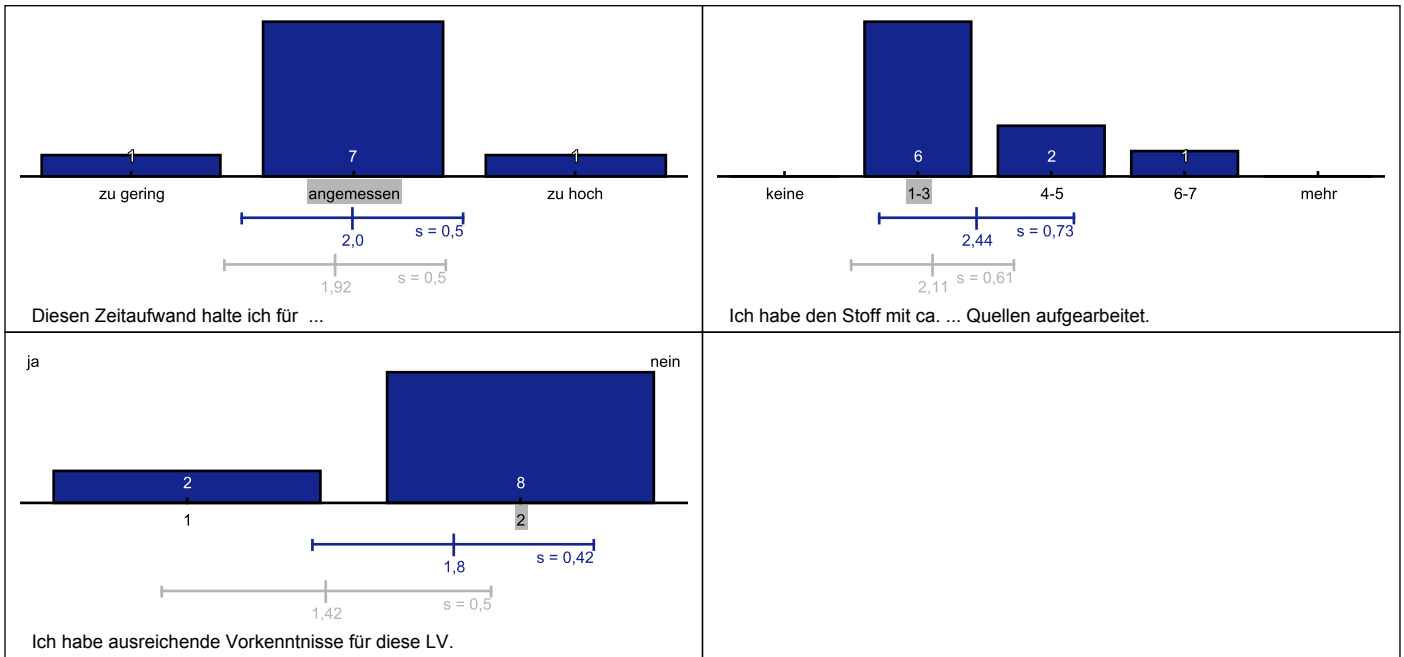 1
7
1
zu gering
angemessen
zu hoch
s = 0,5
2,0
s = 0,5
1,92
Diesen Zeitaufwand halte ich für ...
6
2
1
keine
1-3
4-5
6-7
mehr
s = 0,73
2,44
s = 0,61
2,11
Ich habe den Stoff mit ca. ... Quellen aufgearbeitet.
ja
nein
2
8
1
2
s = 0,42
1,8
s = 0,5
1,42
Ich habe ausreichende Vorkenntnisse für diese LV.